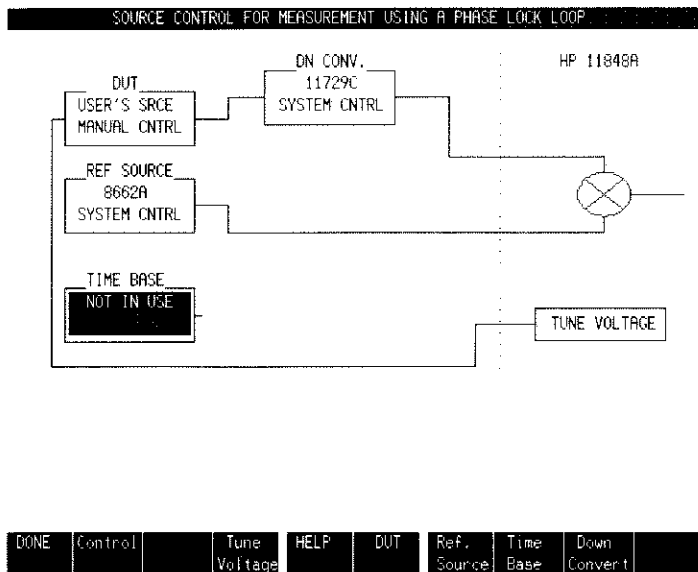 SOURCE CONTROL FOR MEASUREMENT USING A PHASE LOCK LOOP
HP 11848A
DUT
USER'S SRCE
MANUAL CNTRL
DN CONV.
11729C
SYSTEM CNTRL
REF SOURCE
8662A
SYSTEM CNTRL
TIME BASE
NOT IN USE
TUNE VOLTAGE
DONE
Control
Tune
Voltage
HELP
DUT
Ref.
Source
Time
Base
Down
Convert